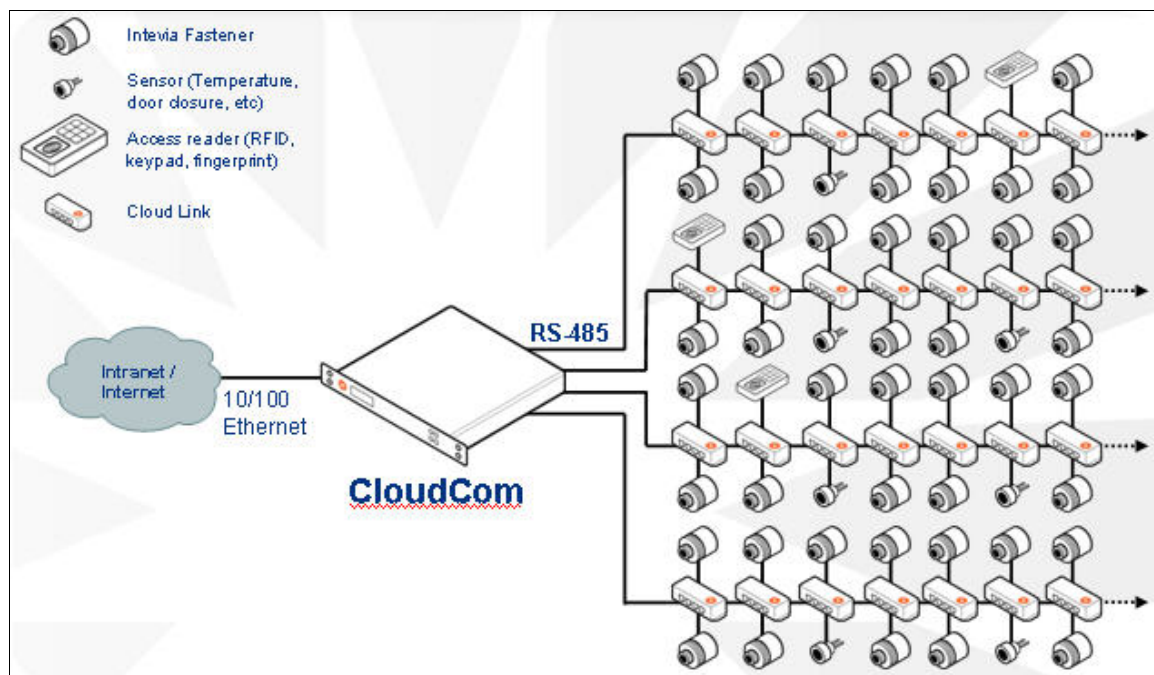 Intevia Fastener
Sensor (Temperature,
door closure, etc)
Access reader (RFID,
keypad, fingerprint)
Cloud Link
RS-485
Intranet /
Internet
10/100
Ethernet
CloudCom